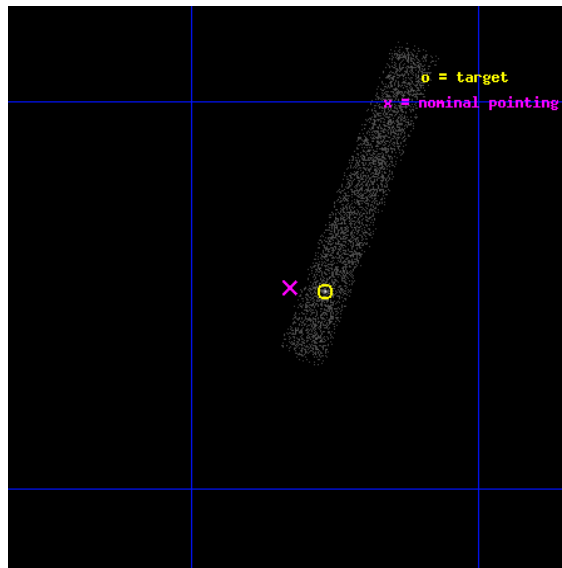 o = target
x = nominal pointing